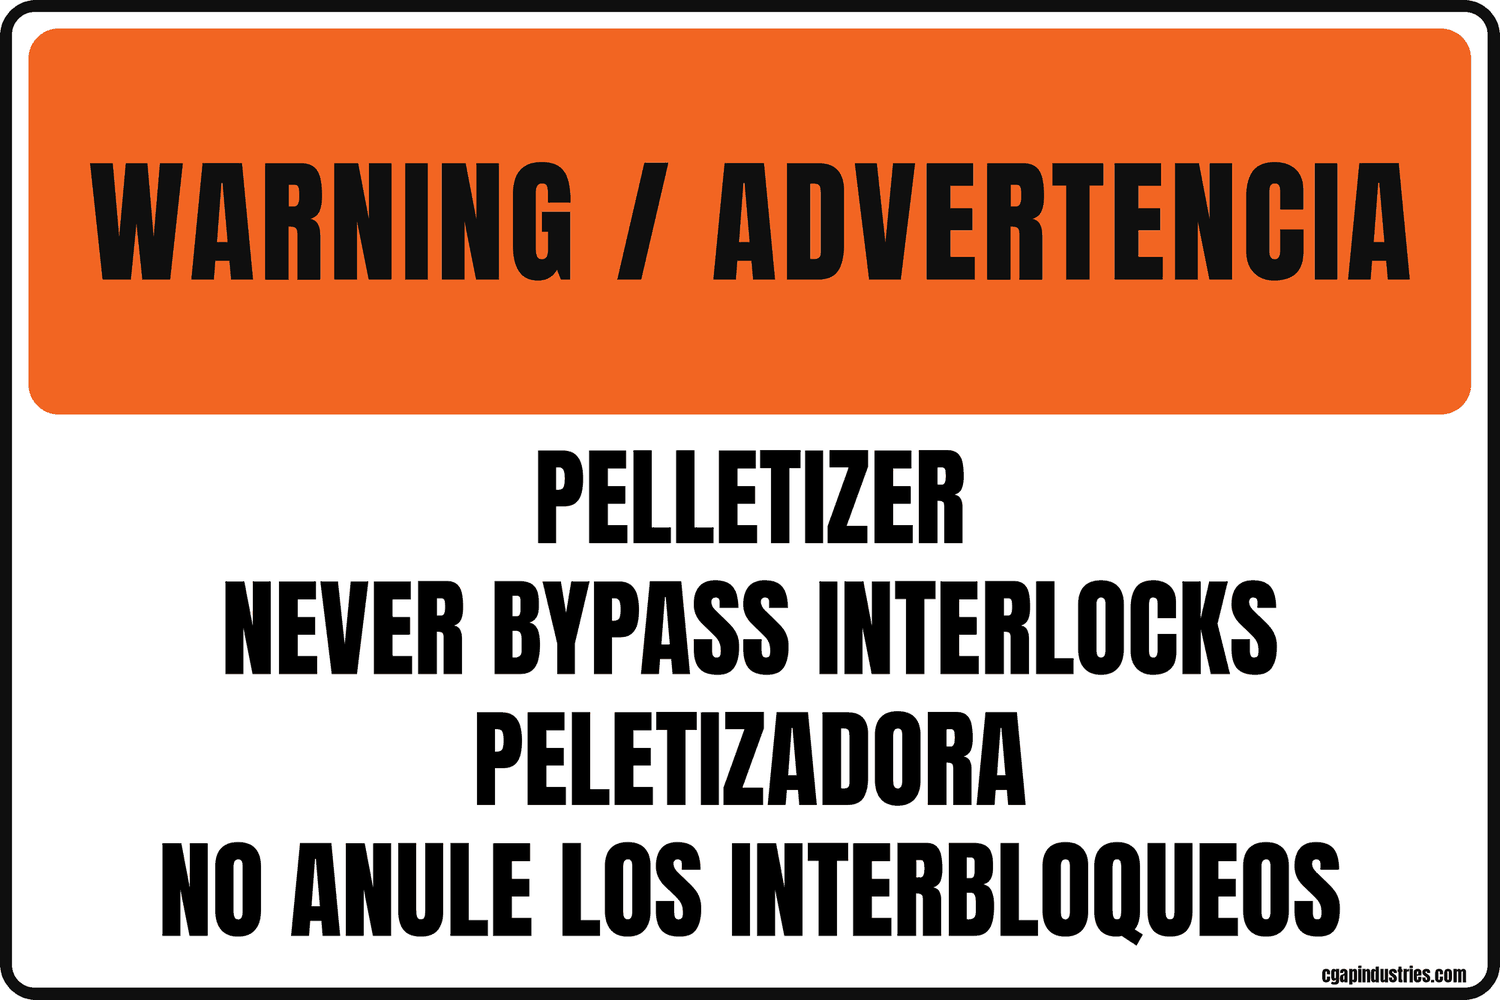 WARNING / ADVERTENCIA
PELLETIZER
NEVER BYPASS INTERLOCKS
PELETIZADORA
NO ANULE LOS INTERBLOQUEOS
cgapindustries.com